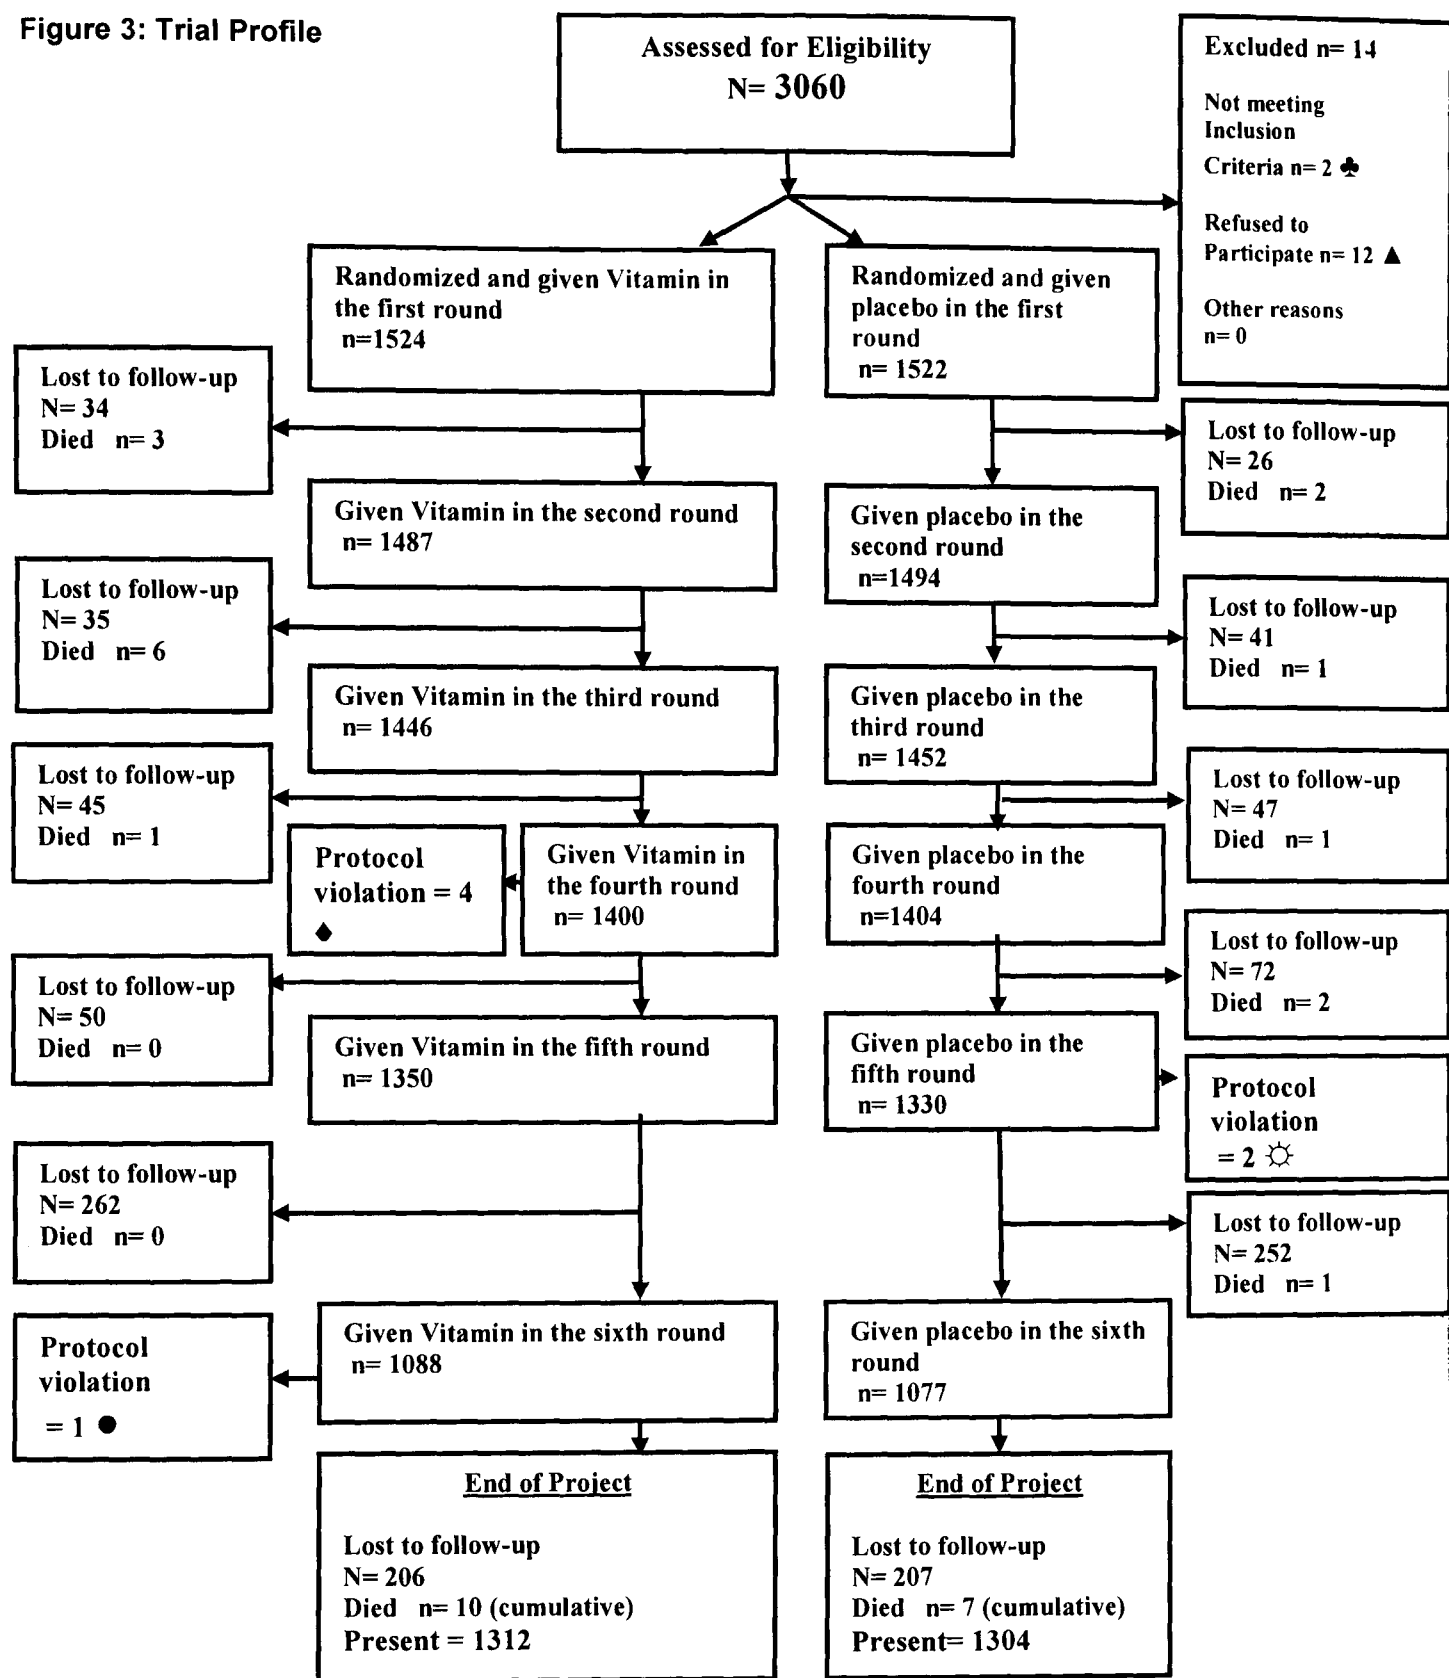 Figure 3: Trial Profile
Assessed for Eligibility
N= 3060
Excluded n= 14
Not meeting
Inclusion
Criteria n= 2 ♣
Refused to
Participate n= 12 ▲
Other reasons
n= 0
Randomized and given Vitamin in
the first round
n=1524
Randomized and given
placebo in the first
round
n= 1522
Lost to follow-up
N= 34
Died n= 3
Lost to follow-up
N= 26
Died n= 2
Given Vitamin in the second round
n= 1487
Given placebo in the
second round
n=1494
Lost to follow-up
N= 35
Died n= 6
Lost to follow-up
N= 41
Died n= 1
Given Vitamin in the third round
n= 1446
Given placebo in the
third round
n= 1452
Lost to follow-up
N= 45
Died n= 1
Lost to follow-up
N= 47
Died n= 1
Protocol
violation = 4
♦
Given Vitamin in
the fourth round
n= 1400
Given placebo in the
fourth round
n=1404
Lost to follow-up
N= 50
Died n= 0
Lost to follow-up
N= 72
Died n= 2
Given Vitamin in the fifth round
n= 1350
Given placebo in the
fifth round
n= 1330
Protocol
violation
= 2 ☼
Lost to follow-up
N= 262
Died n= 0
Lost to follow-up
N= 252
Died n= 1
Protocol
violation
= 1 ●
Given Vitamin in the sixth round
n= 1088
Given placebo in the sixth
round
n= 1077
End of Project
Lost to follow-up
N= 206
Died n= 10 (cumulative)
Present = 1312
End of Project
Lost to follow-up
N= 207
Died n= 7 (cumulative)
Present= 1304